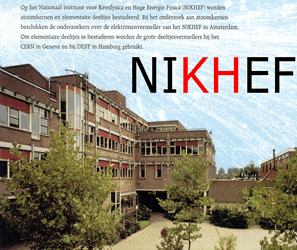 Op het Nationaal Instituut voor Kernfysica en Hoge Energie Fysica (NIKHEF) worden
atoomkernen en elementaire deeltjes bestudeerd. Bij het onderzoek aan atoomkernen
beschikken de onderzoekers over de elektronenversneller van het NIKHEF in Amsterdam.
Om elementaire deeltjes te bestuderen worden de grote deeltjesversnellers bij het
CERN in Geneve en bij DESY in Hamburg gebruikt.
NIKHEF